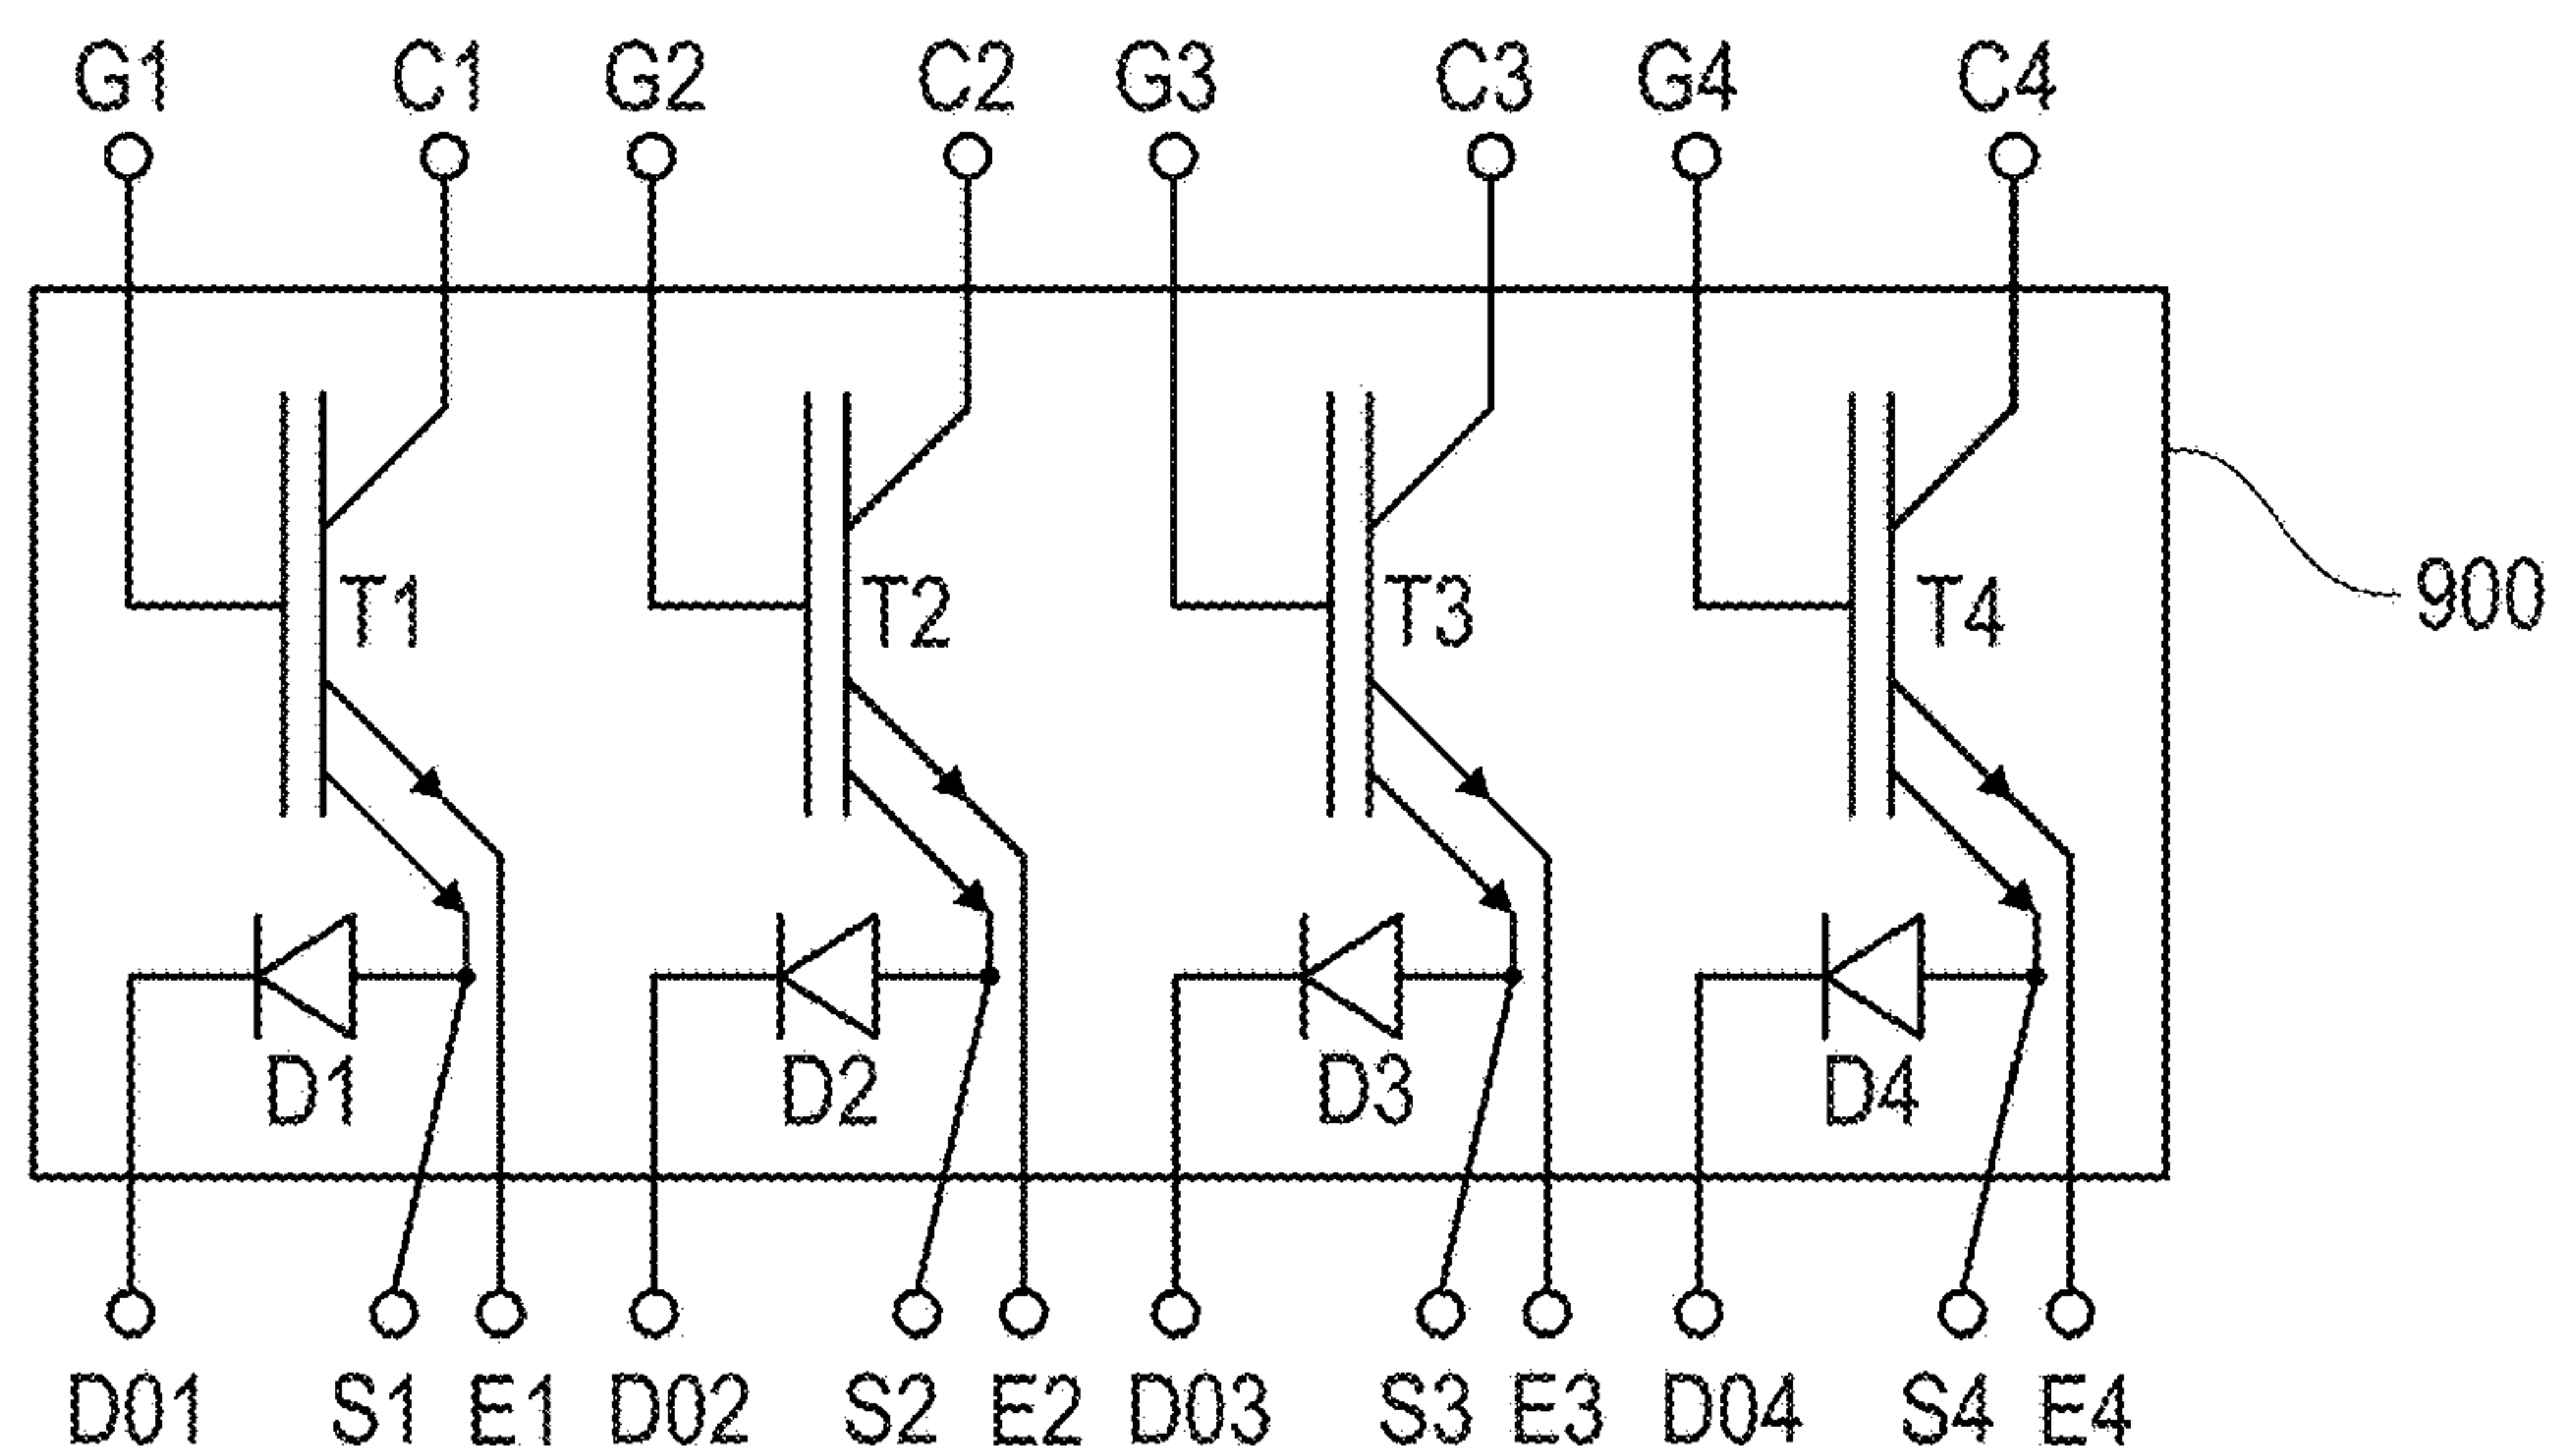 G1 C1 G2 C2 G3 C3 G4 C4
T1 T2 T3 T4 900
D1 D2 D3 D4
D01 S1 E1 D02 S2 E2 D03 S3 E3 D04 S4 E4